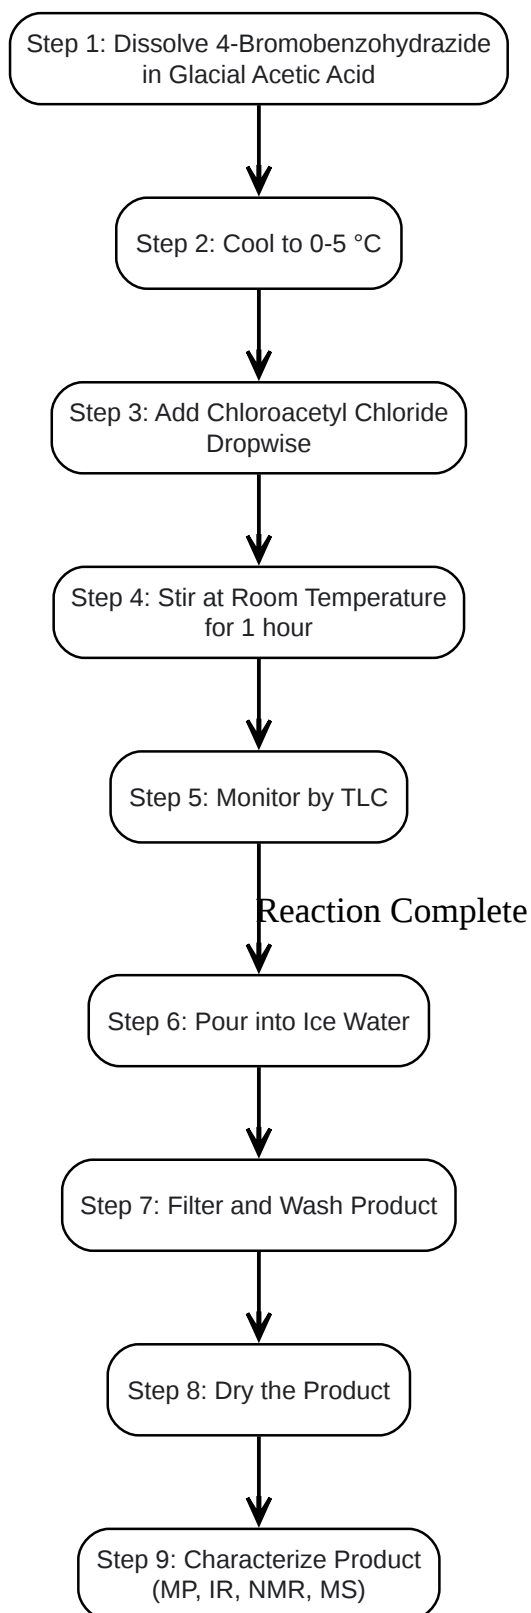 Step 1: Dissolve 4-Bromobenzohydrazide
in Glacial Acetic Acid
Step 2: Cool to 0-5 °C
Step 3: Add Chloroacetyl Chloride
Dropwise
Step 4: Stir at Room Temperature
for 1 hour
Step 5: Monitor by TLC
Reaction Complete
Step 6: Pour into Ice Water
Step 7: Filter and Wash Product
Step 8: Dry the Product
Step 9: Characterize Product
(MP, IR, NMR, MS)